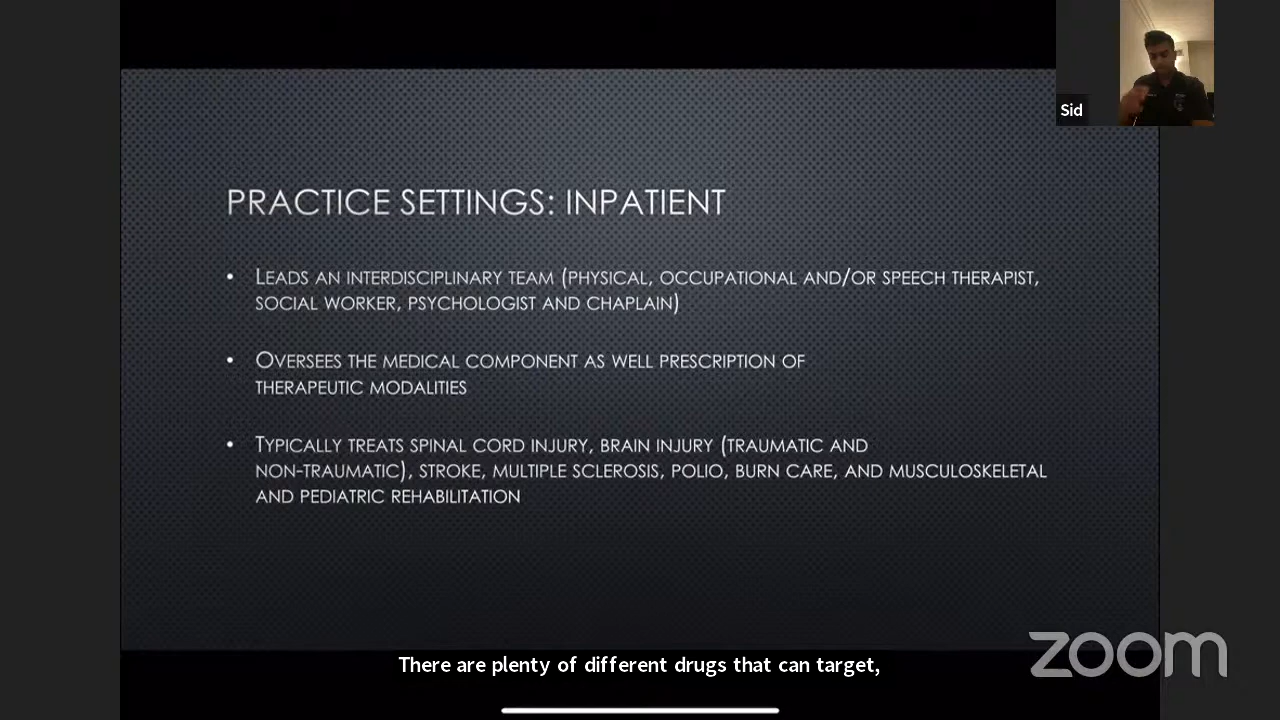 Sid
PRACTICE SETTINGS: INPATIENT
• LEADS AN INTERDISCIPLINARY TEAM (PHYSICAL, OCCUPATIONAL AND/OR SPEECH THERAPIST,
SOCIAL WORKER, PSYCHOLOGIST AND CHAPLAIN)
• OVERSEES THE MEDICAL COMPONENT AS WELL PRESCRIPTION OF
THERAPEUTIC MODALITIES
• TYPICALLY TREATS SPINAL CORD INJURY, BRAIN INJURY (TRAUMATIC AND
NON-TRAUMATIC), STROKE, MULTIPLE SCLEROSIS, POLIO, BURN CARE, AND MUSCULOSKELETAL
AND PEDIATRIC REHABILITATION
There are plenty of different drugs that can target,
zoom